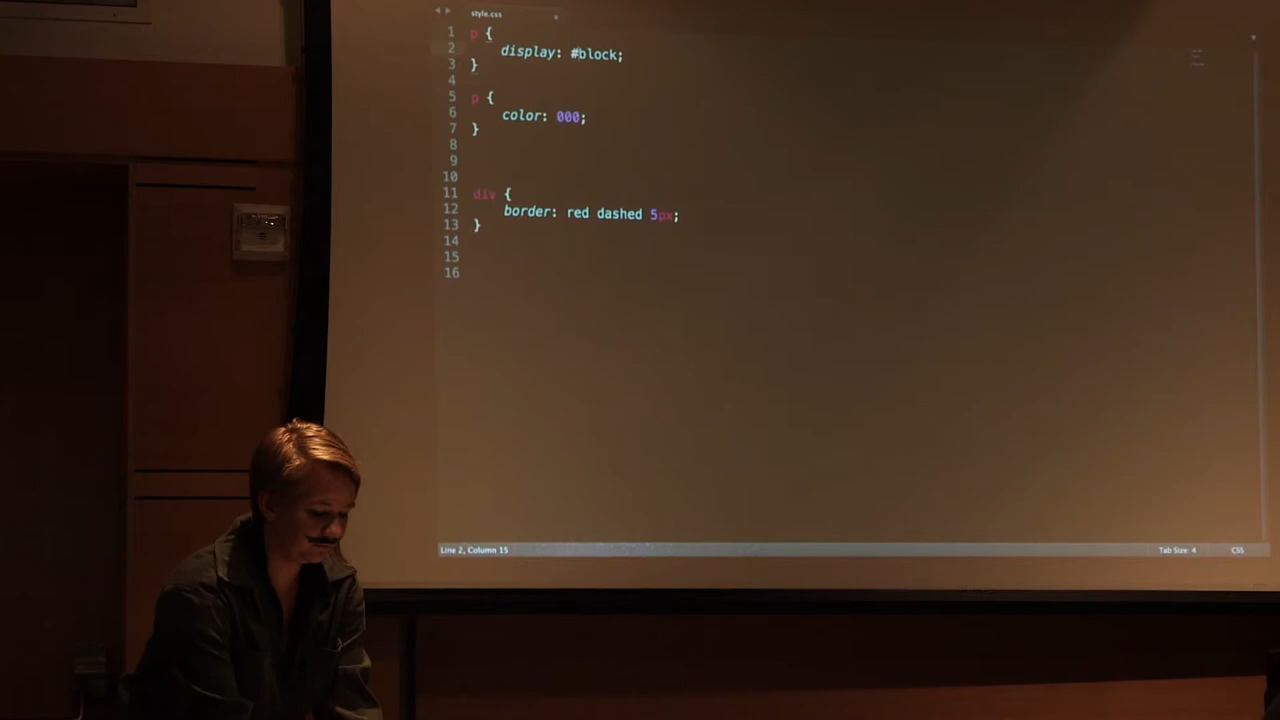 style.css
1 p {
2 display: #block;
3 }
4
5 p {
6 color: 000;
7 }
8
9
10
11 div {
12 border: red dashed 5px;
13 }
14
15
16
Line 2, Column 15 Tab Size: 4 CSS